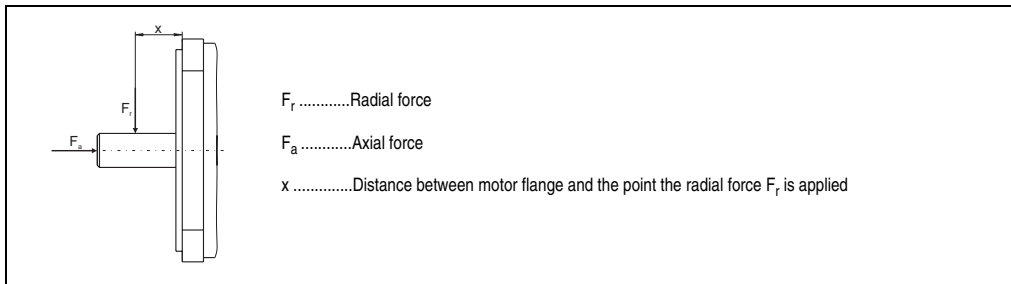 x
F_r
F_a
F_r ............Radial force
F_a ............Axial force
x ..............Distance between motor flange and the point the radial force F_r is applied